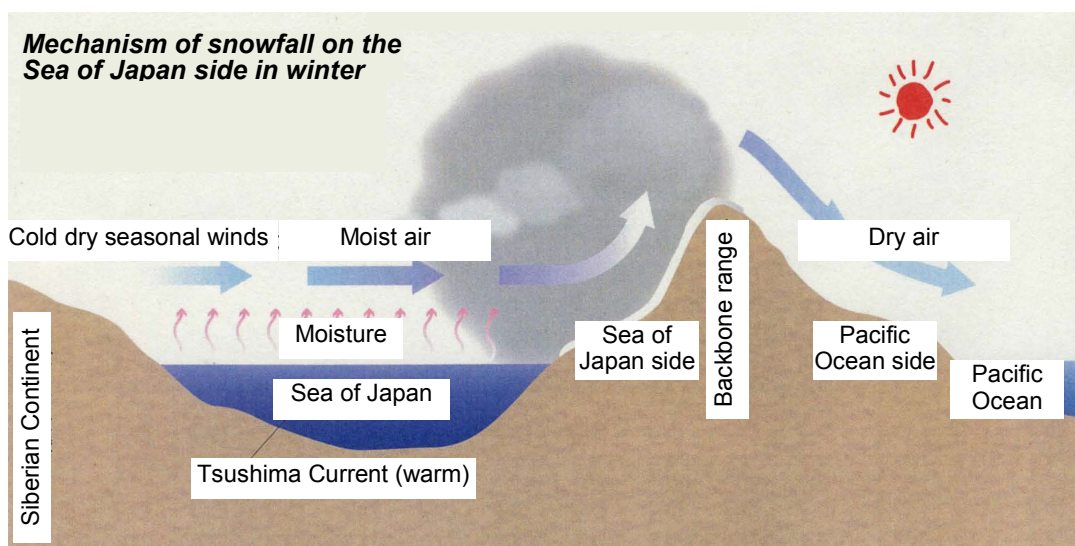 Mechanism of snowfall on the
Sea of Japan side in winter
Cold dry seasonal winds
Moist air
Dry air
Moisture
Sea of Japan
Tsushima Current (warm)
Siberian Continent
Sea of
Japan side
Backbone range
Pacific
Ocean side
Pacific
Ocean